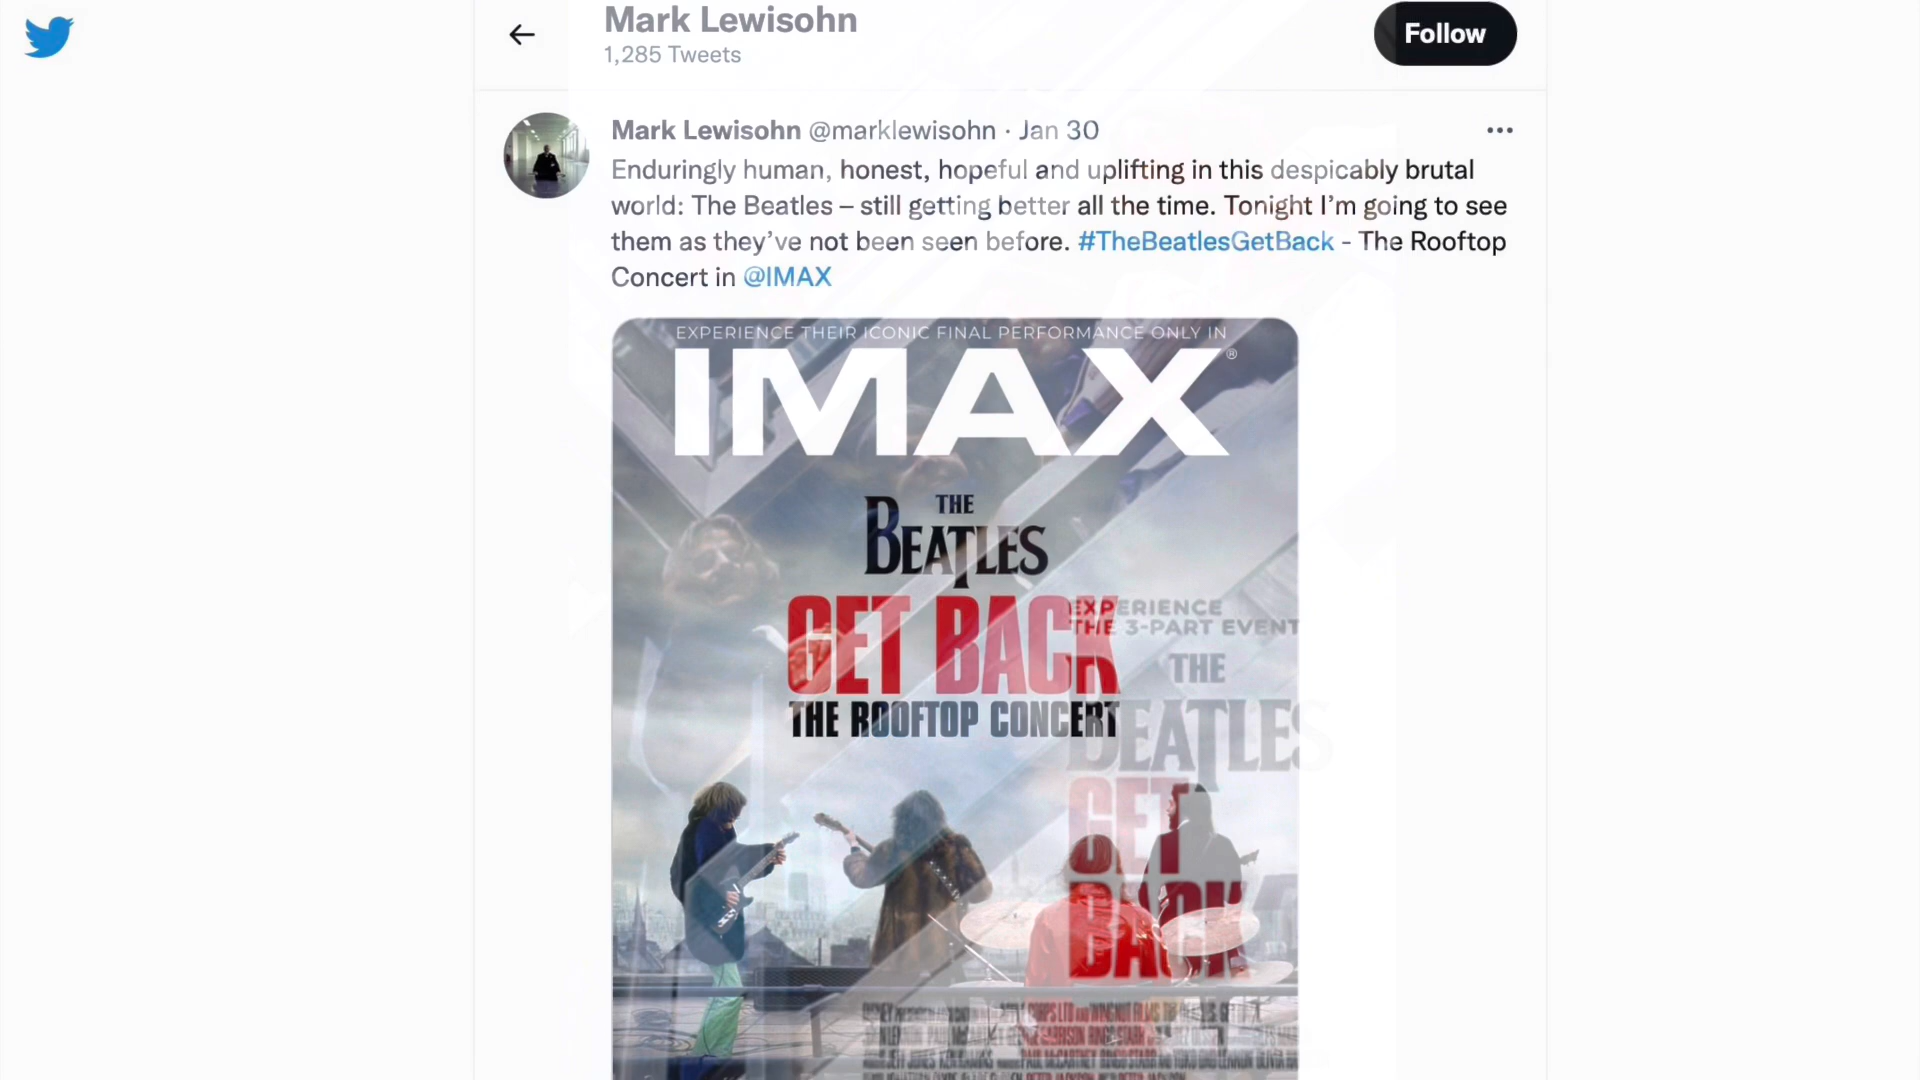 Mark Lewisohn
1,285 Tweets
Follow
Mark Lewisohn @marklewisohn · Jan 30
Enduringly human, honest, hopeful and uplifting in this despicably brutal
world: The Beatles – still getting better all the time. Tonight I’m going to see
them as they’ve not been seen before. #TheBeatlesGetBack - The Rooftop
Concert in @IMAX
EXPERIENCE THEIR ICONIC FINAL PERFORMANCE ONLY IN
IMAX®
THE
BEATLES
GET BACK
THE ROOFTOP CONCERT
EXPERIENCE
THE 3-PART EVENT
THE
BEATLES
GET
BACK